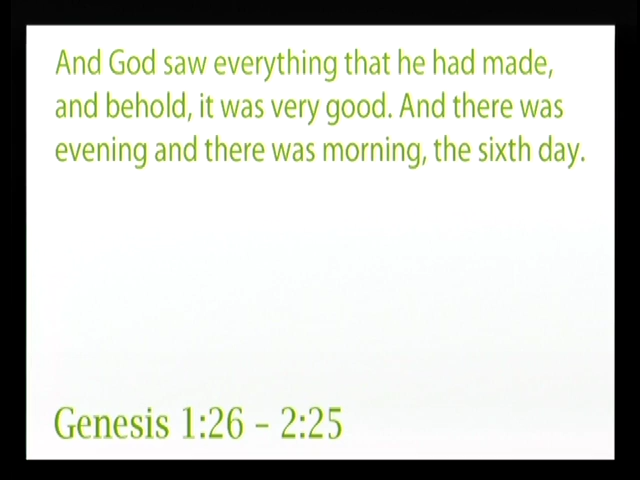 And God saw everything that he had made,
and behold, it was very good. And there was
evening and there was morning, the sixth day.
Genesis 1:26 – 2:25